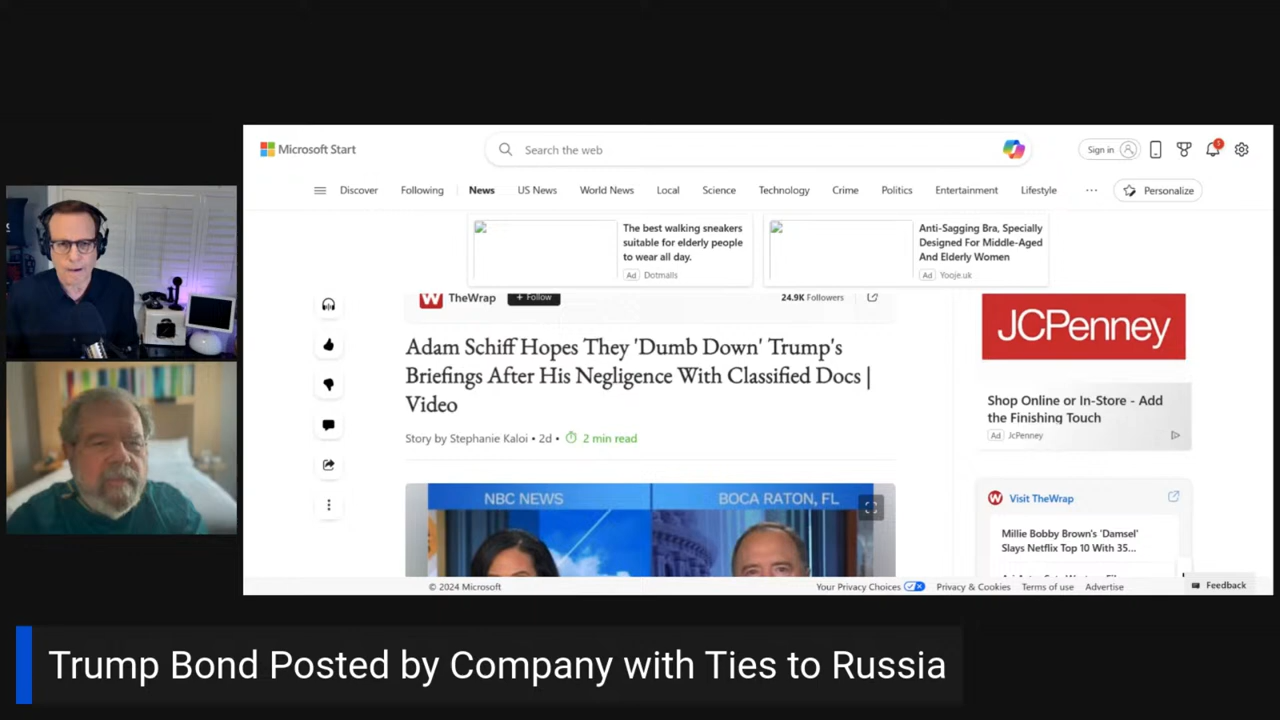 Microsoft Start
Search the web
Sign in
1
Discover
Following
News
US News
World News
Local
Science
Technology
Crime
Politics
Entertainment
Lifestyle
...
Personalize
The best walking sneakers
suitable for elderly people
to wear all day.
Ad Dotmalls
Anti-Sagging Bra, Specially
Designed For Middle-Aged
And Elderly Women
Ad Yooje.uk
W TheWrap
+ Follow
24.9K Followers
Adam Schiff Hopes They 'Dumb Down' Trump's
Briefings After His Negligence With Classified Docs |
Video
Story by Stephanie Kaloi • 2d • 2 min read
NBC NEWS
BOCA RATON, FL
JCPenney
Shop Online or In-Store - Add
the Finishing Touch
Ad JcPenney
W Visit TheWrap
Millie Bobby Brown's 'Damsel'
Slays Netflix Top 10 With 35...
© 2024 Microsoft
Your Privacy Choices
Privacy & Cookies
Terms of use
Advertise
Feedback
Trump Bond Posted by Company with Ties to Russia